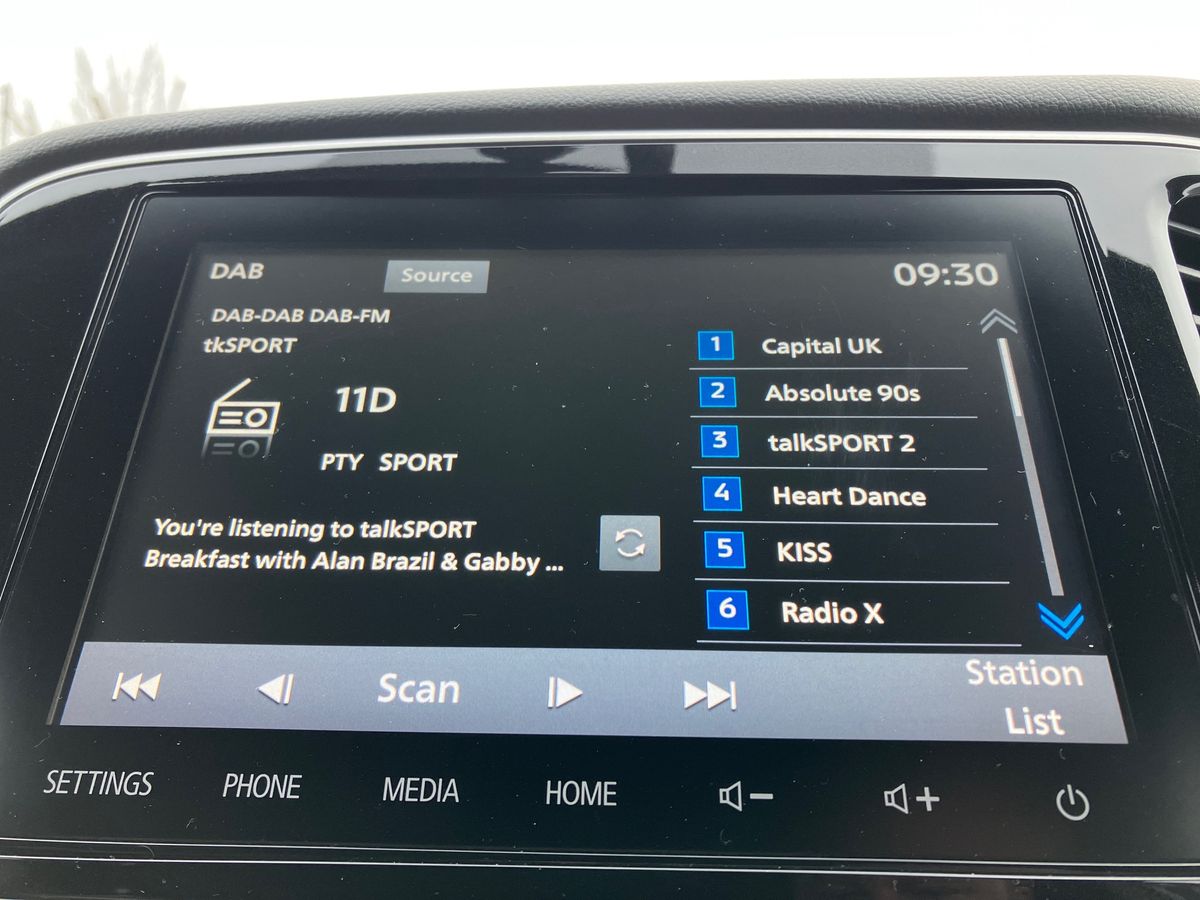 DAB
Source
09:30
DAB-DAB DAB-FM
tkSPORT
11D
PTY SPORT
You're listening to talkSPORT
Breakfast with Alan Brazil & Gabby ...
1 Capital UK
2 Absolute 90s
3 talkSPORT 2
4 Heart Dance
5 KISS
6 Radio X
Scan
Station
List
SETTINGS
PHONE
MEDIA
HOME